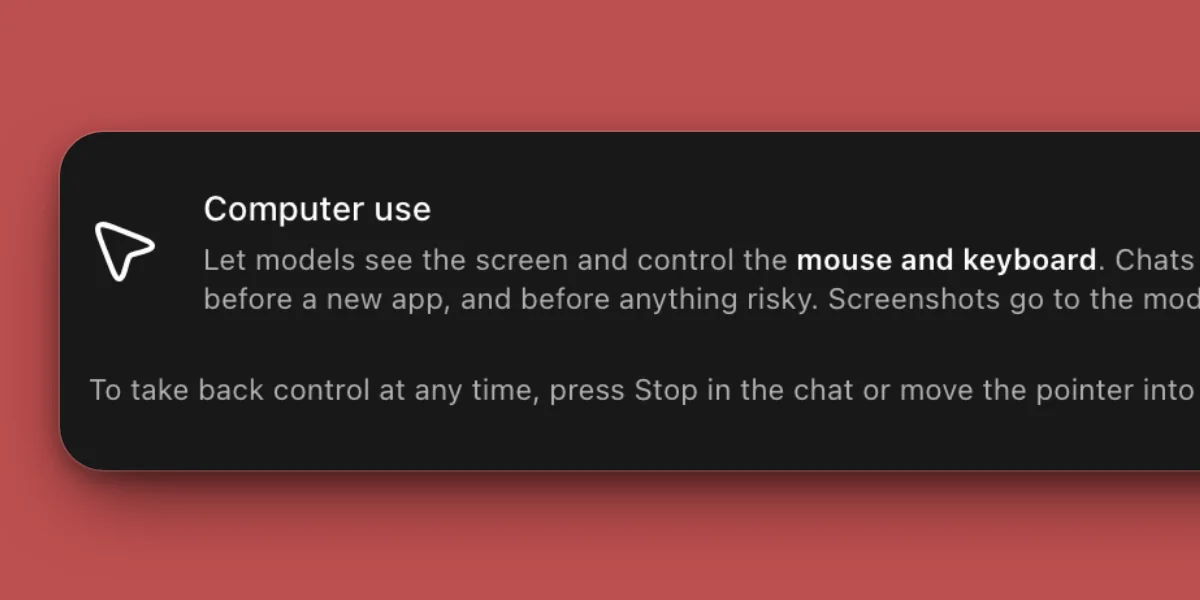 Computer use
Let models see the screen and control the mouse and keyboard. Chats
before a new app, and before anything risky. Screenshots go to the
To take back control at any time, press Stop in the chat or move the pointer into